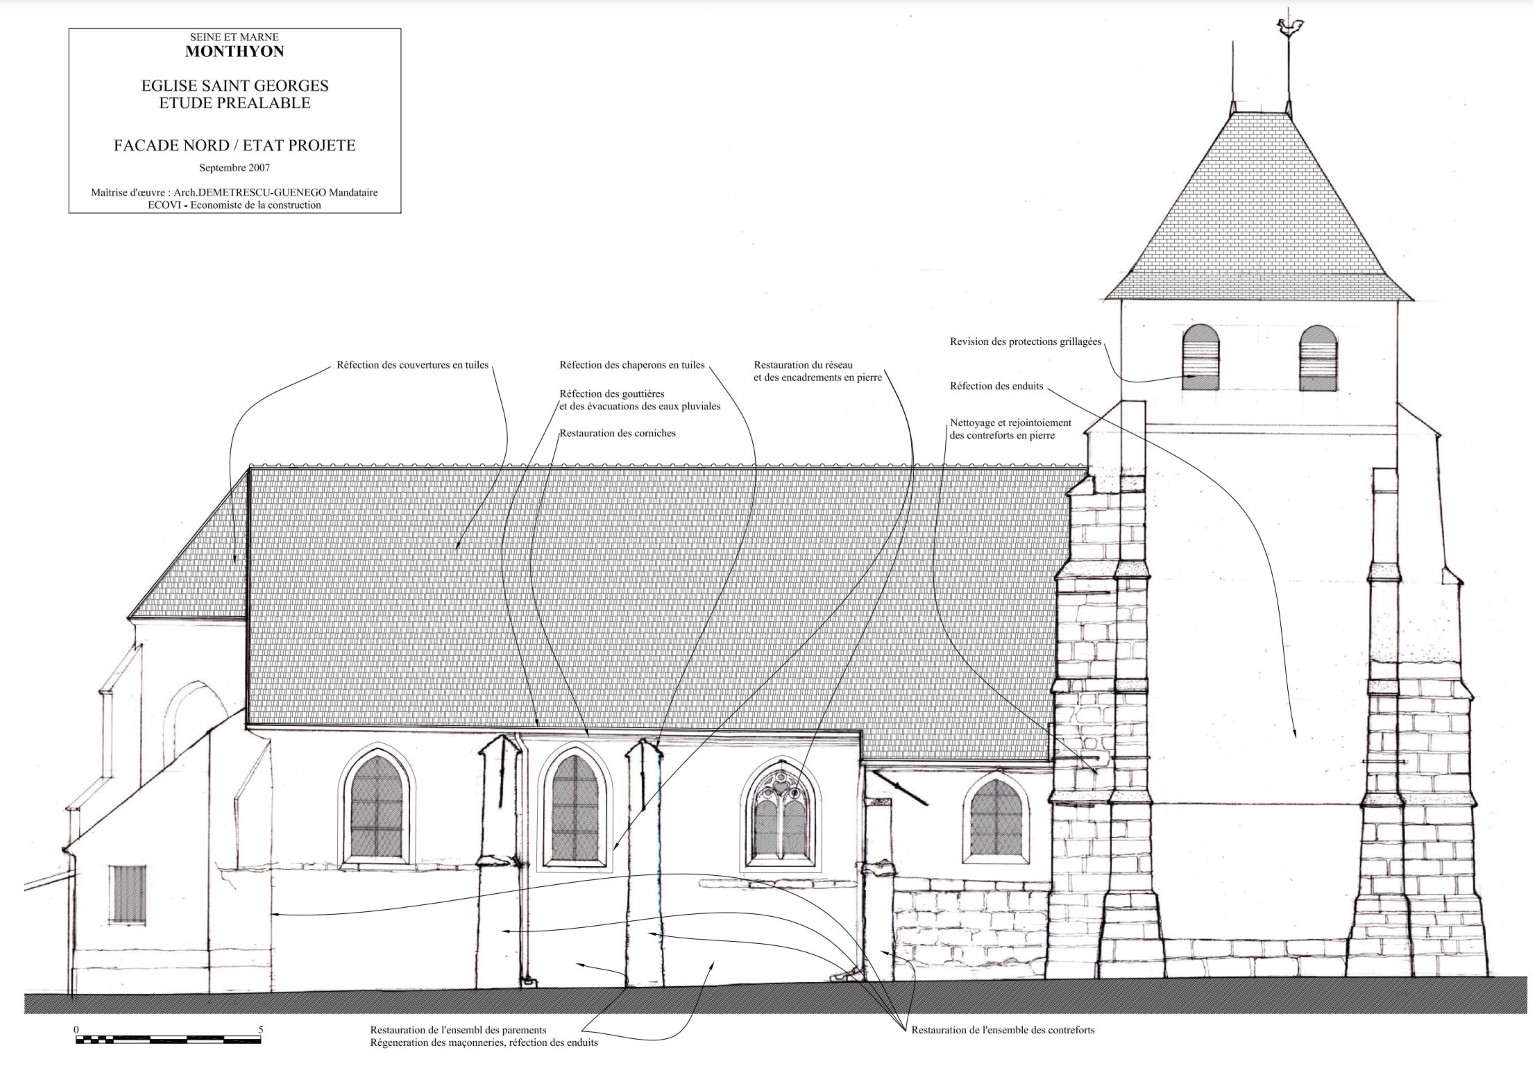 SEINE ET MARNE
MONTHYON
EGLISE SAINT GEORGES
ETUDE PREALABLE
FACADE NORD / ETAT PROJETE
Septembre 2007
Maîtrise d'œuvre : Arch.DEMETRESCU-GUENEGO Mandataire
ECOVI - Economiste de la construction
Réfection des couvertures en tuiles
Réfection des chaperons en tuiles
Réfection des gouttières
et des évacuations des eaux pluviales
Restauration des corniches
Restauration du réseau
et des encadrements en pierre
Revision des protections grillagées
Réfection des enduits
Nettoyage et rejointoiement
des contreforts en pierre
0 5
Restauration de l'ensembl des parements
Régeneration des maçonneries, réfection des enduits
Restauration de l'ensemble des contreforts